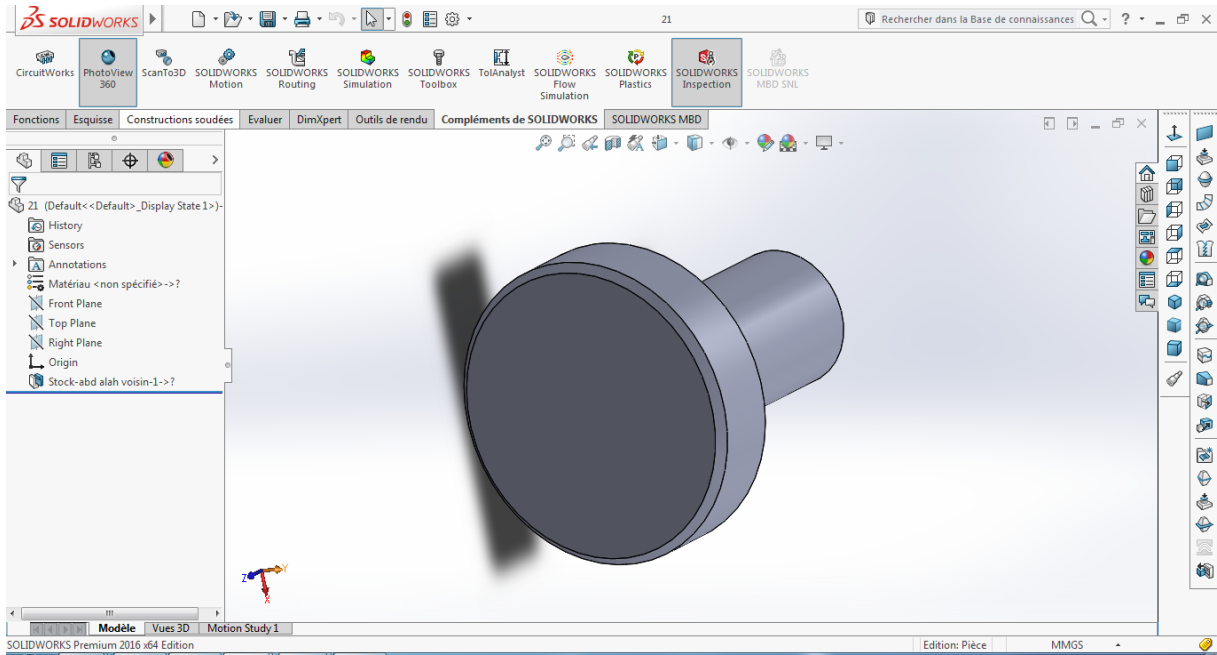 SOLIDWORKS
21
Rechercher dans la Base de connaissances
?
CircuitWorks
PhotoView 360
ScanTo3D
SOLIDWORKS Motion
SOLIDWORKS Routing
SOLIDWORKS Simulation
SOLIDWORKS Toolbox
TolAnalyst
SOLIDWORKS Flow Simulation
SOLIDWORKS Plastics
SOLIDWORKS Inspection
SOLIDWORKS MBD SNL
Fonctions Esquisse Constructions soudées Evaluer DimXpert Outils de rendu Compléments de SOLIDWORKS SOLIDWORKS MBD
21 (Default<<Default>_Display State 1>)-
History
Sensors
Annotations
Matériau <non spécifié>->?
Front Plane
Top Plane
Right Plane
Origin
Stock-abd alah voisin-1->?
Z
Y
X
Modèle Vues 3D Motion Study 1
SOLIDWORKS Premium 2016 x64 Edition
Edition: Pièce
MMGS